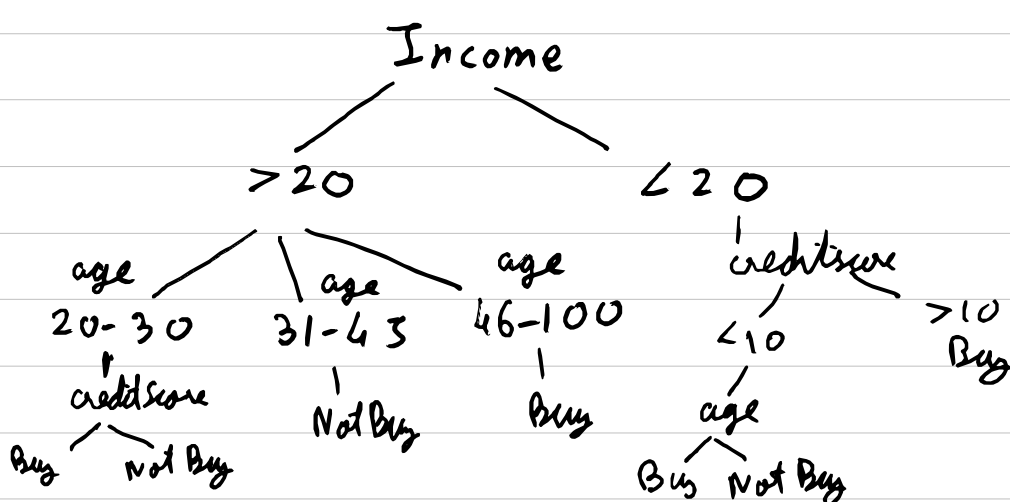 Income
>20 <20
age age age creditscore
20-30 31-45 46-100 <10 >10
Buy
creditscore Not Buy Buy age
Buy Not Buy Buy Not Buy